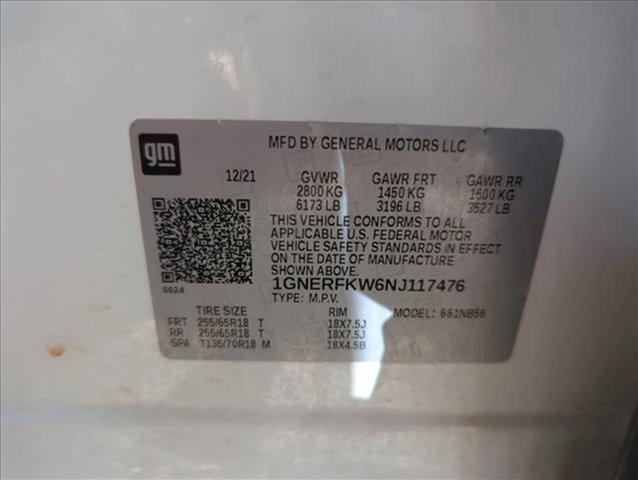 gm
MFD BY GENERAL MOTORS LLC
12/21 GVWR GAWR FRT GAWR RR
2800 KG 1450 KG 1600 KG
6173 LB 3196 LB 3527 LB
THIS VEHICLE CONFORMS TO ALL
APPLICABLE U.S. FEDERAL MOTOR
VEHICLE SAFETY STANDARDS IN EFFECT
ON THE DATE OF MANUFACTURE
SHOWN ABOVE.
S624
1GNERFKW6NJ117476
TYPE: M.P.V. MODEL:
TIRE SIZE RIM
FRT 255/65R18 T 18X7.5J
RR 255/65R18 T 18X7.5J
SPA T135/70R18 M 18X4.5B